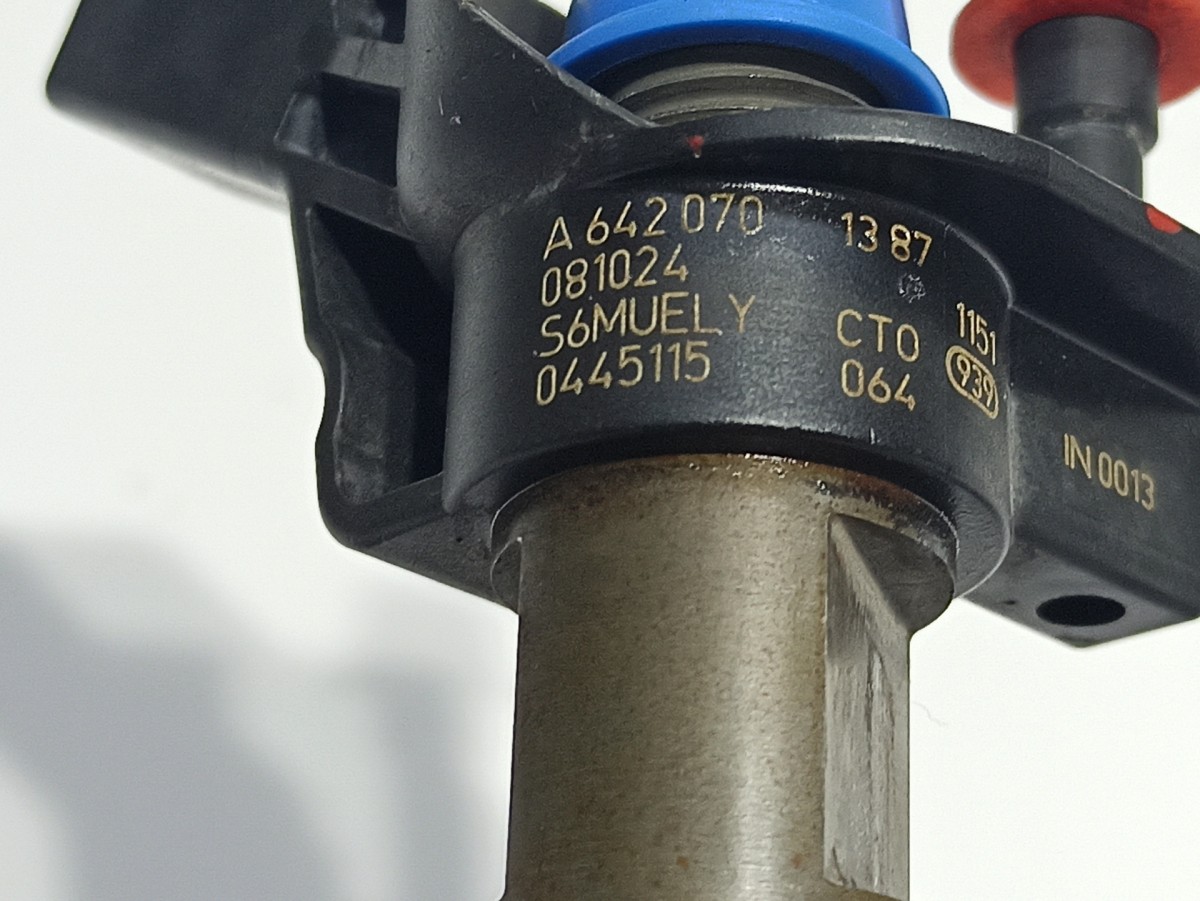 A 642 070 13 87
081024
S6MUELY CTO 1151
0445115 064 939
IN 0013